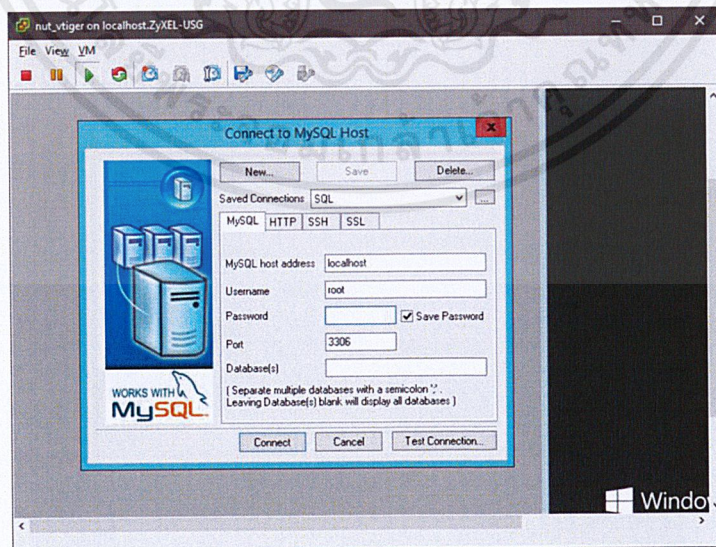 nut_vtiger on localhost.ZyXEL-USG
File View VM
Connect to MySQL Host
New... Save Delete...
Saved Connections SQL ...
MySQL HTTP SSH SSL
MySQL host address localhost
Username root
Password Save Password
Port 3306
Database(s)
( Separate multiple databases with a semicolon ';' .
Leaving Database(s) blank will display all databases )
WORKS WITH
MySQL.
Connect Cancel Test Connection...
Windo